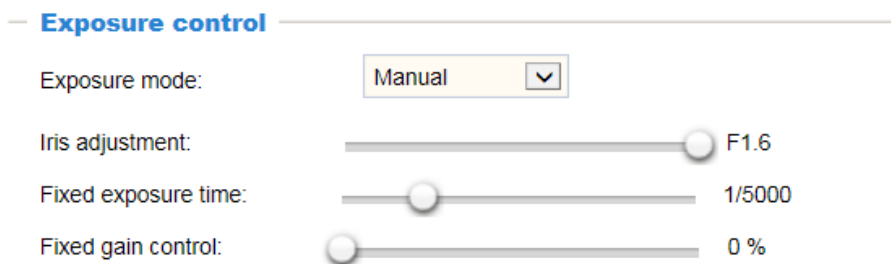 Exposure control
Exposure mode: Manual
Iris adjustment: F1.6
Fixed exposure time: 1/5000
Fixed gain control: 0 %